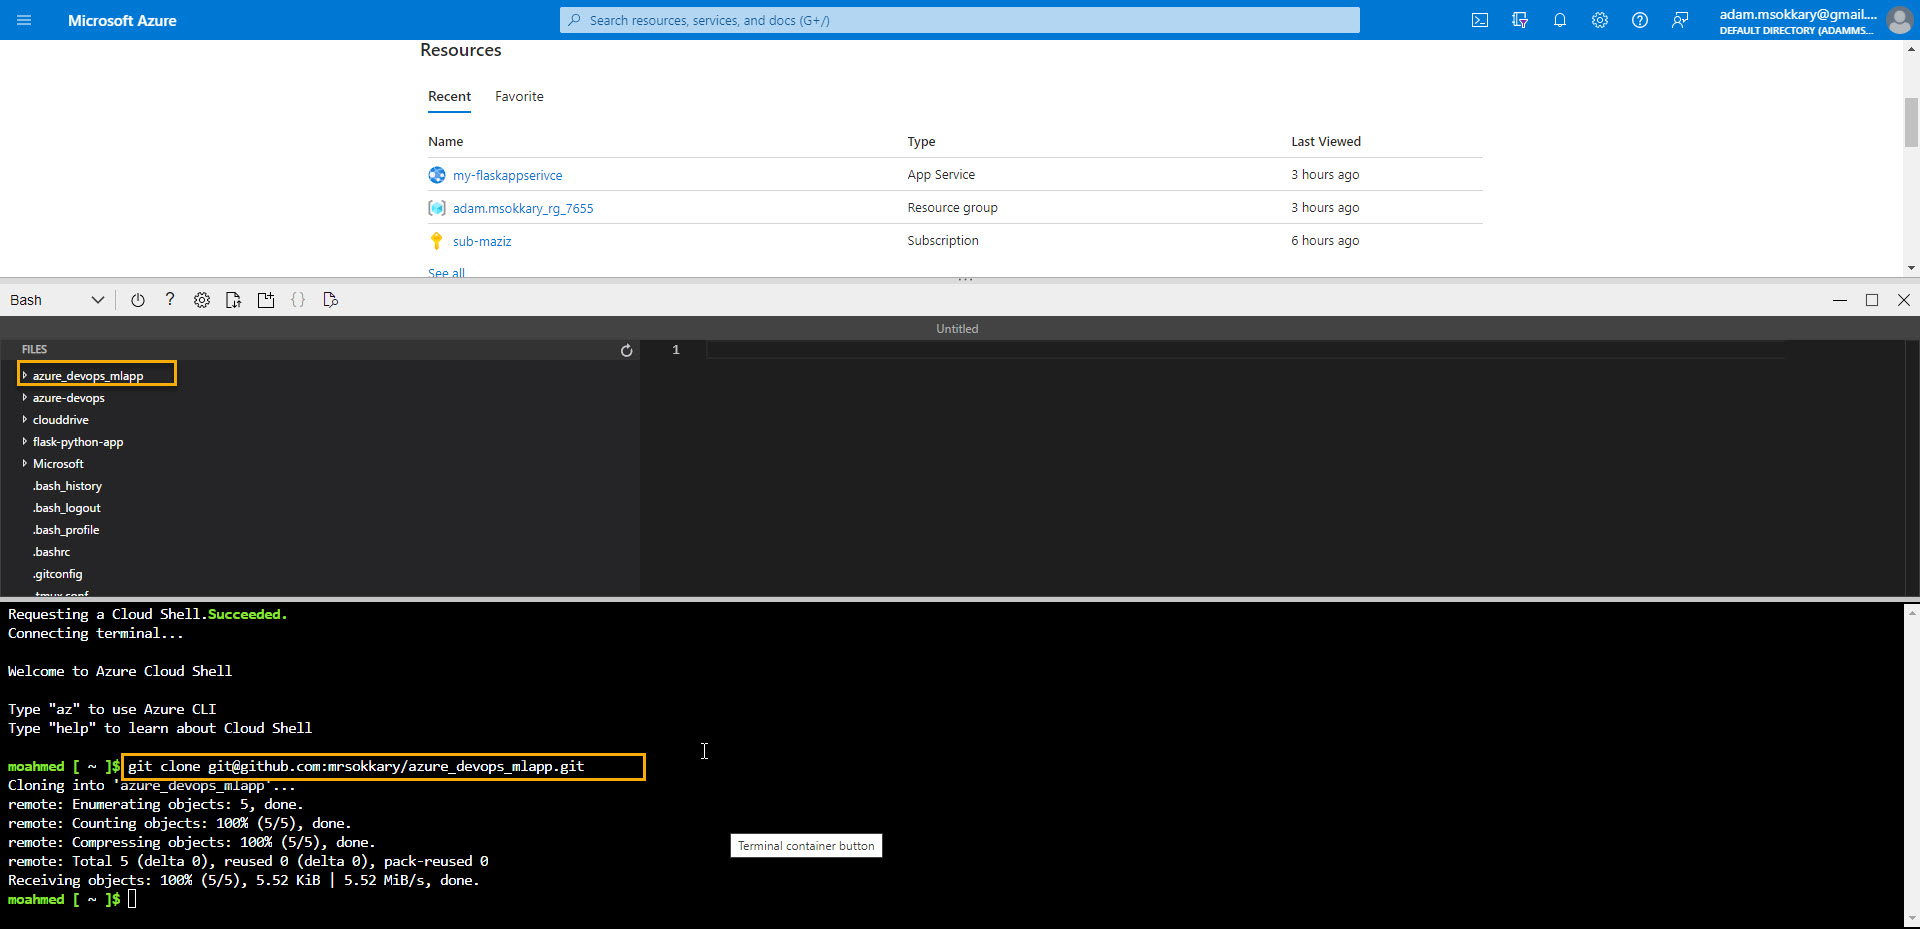 Microsoft Azure
Search resources, services, and docs (G+/)
adam.msokkary@gmail....
DEFAULT DIRECTORY (ADAMMS...
Resources
Recent Favorite
Name Type Last Viewed
my-flaskappserivce App Service 3 hours ago
adam.msokkary_rg_7655 Resource group 3 hours ago
sub-maziz Subscription 6 hours ago
See all
Bash
Untitled
FILES
1
azure_devops_mlapp
azure-devops
clouddrive
flask-python-app
Microsoft
.bash_history
.bash_logout
.bash_profile
.bashrc
.gitconfig
.tmux.conf
Requesting a Cloud Shell.Succeeded.
Connecting terminal...
Welcome to Azure Cloud Shell
Type "az" to use Azure CLI
Type "help" to learn about Cloud Shell
moahmed [ ~ ]$ git clone git@github.com:mrsokkary/azure_devops_mlapp.git
Cloning into 'azure_devops_mlapp'...
remote: Enumerating objects: 5, done.
remote: Counting objects: 100% (5/5), done.
remote: Compressing objects: 100% (5/5), done.
remote: Total 5 (delta 0), reused 0 (delta 0), pack-reused 0
Receiving objects: 100% (5/5), 5.52 KiB | 5.52 MiB/s, done.
moahmed [ ~ ]$
Terminal container button